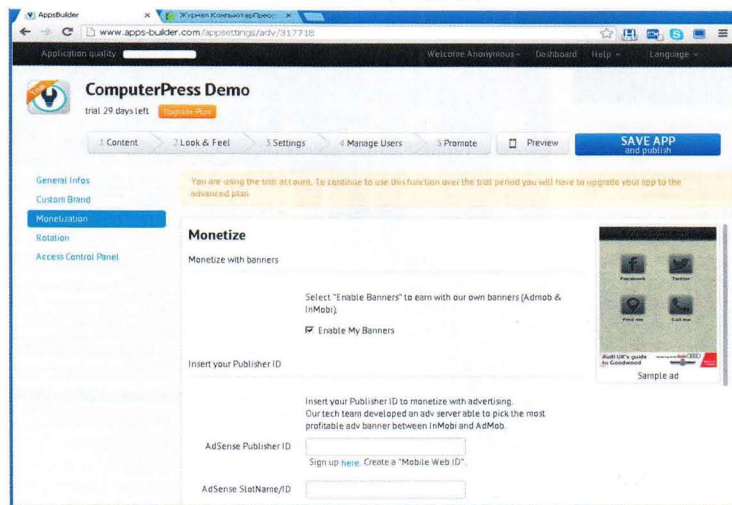 AppsBuilder
Журнал КомпьютерПресс
www.apps-builder.com/appsettings/adv/317718
Application quality
Welcome Anonymous
Dashboard
Help
Language
Trial
ComputerPress Demo
trial 29 days left
Upgrade Plan
1 Content
2 Look & Feel
3 Settings
4 Manage Users
5 Promote
Preview
SAVE APP
and publish
General Infos
Custom Brand
Monetization
Rotation
Access Control Panel
You are using the trial account. To continue to use this function over the trial period you will have to upgrade your app to the
advanced plan
Monetize
Monetize with banners
Select "Enable Banners" to earn with our own banners (Admob &
InMobi).
Enable My Banners
Insert your Publisher ID
Insert your Publisher ID to monetize with advertising.
Our tech team developed an adv server able to pick the most
profitable adv banner between InMobi and AdMob.
AdSense Publisher ID
Sign up here. Create a "Mobile Web ID".
AdSense SlotName/ID
Facebook
Twitter
Find me
Call me
Audi UK's guide
to Goodwood
Sample ad